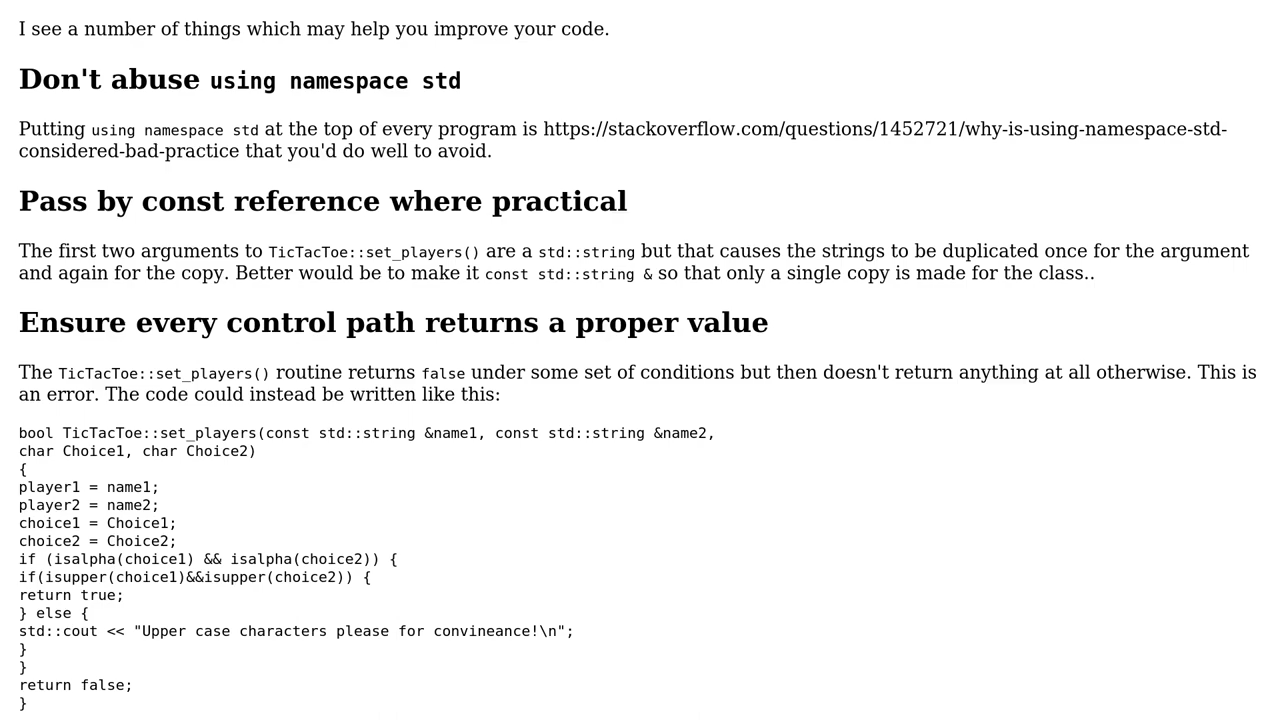 I see a number of things which may help you improve your code.
Don't abuse using namespace std
Putting using namespace std at the top of every program is https://stackoverflow.com/questions/1452721/why-is-using-namespace-std-
considered-bad-practice that you'd do well to avoid.
Pass by const reference where practical
The first two arguments to TicTacToe::set_players() are a std::string but that causes the strings to be duplicated once for the argument
and again for the copy. Better would be to make it const std::string & so that only a single copy is made for the class..
Ensure every control path returns a proper value
The TicTacToe::set_players() routine returns false under some set of conditions but then doesn't return anything at all otherwise. This is
an error. The code could instead be written like this:
bool TicTacToe::set_players(const std::string &name1, const std::string &name2,
char Choice1, char Choice2)
{
player1 = name1;
player2 = name2;
choice1 = Choice1;
choice2 = Choice2;
if (isalpha(choice1) && isalpha(choice2)) {
if(isupper(choice1)&&isupper(choice2)) {
return true;
} else {
std::cout << "Upper case characters please for convineance!\n";
}
}
return false;
}